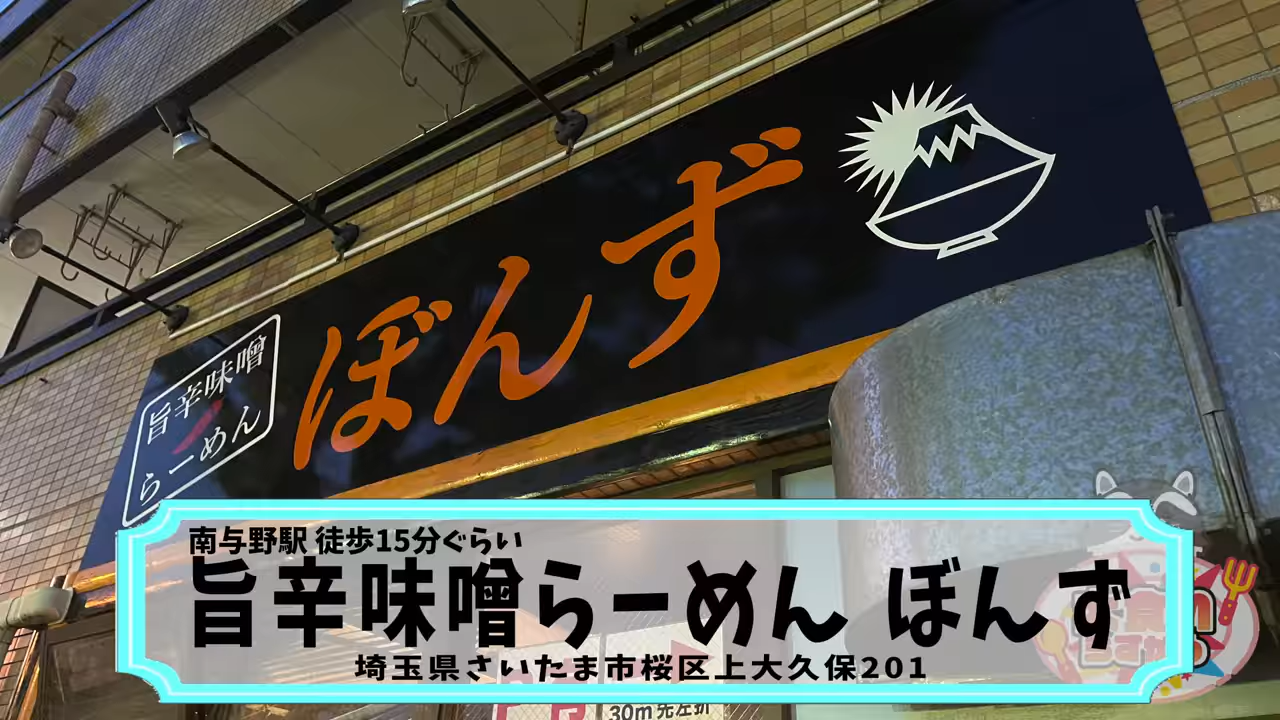 旨辛味噌
らーめん
ぼんず
南与野駅 徒歩15分ぐらい
旨辛味噌らーめん ぼんず
埼玉県さいたま市桜区上大久保201
30m先左折